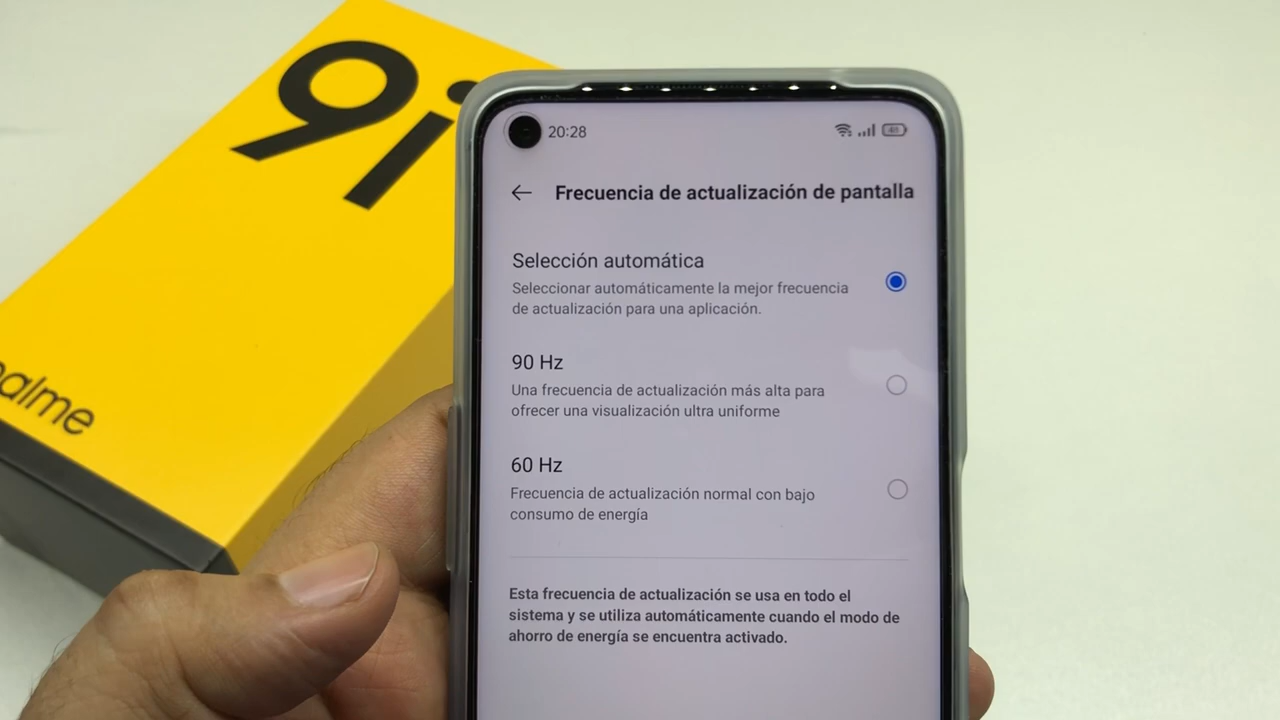 9i
realme
20:28
48
Frecuencia de actualización de pantalla
Selección automática
Seleccionar automáticamente la mejor frecuencia
de actualización para una aplicación.
90 Hz
Una frecuencia de actualización más alta para
ofrecer una visualización ultra uniforme
60 Hz
Frecuencia de actualización normal con bajo
consumo de energía
Esta frecuencia de actualización se usa en todo el
sistema y se utiliza automáticamente cuando el modo de
ahorro de energía se encuentra activado.